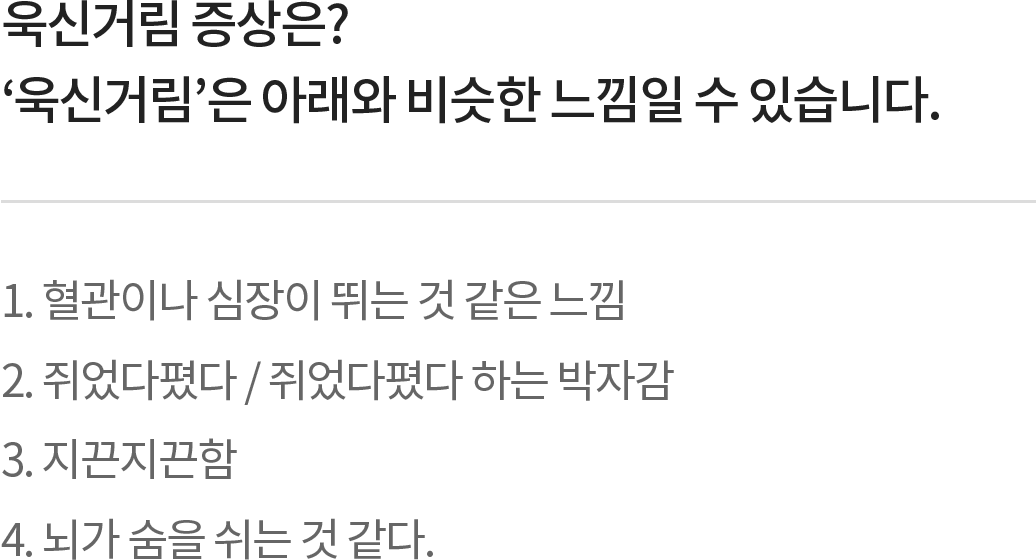 욱신거림 증상은?
‘욱신거림’은 아래와 비슷한 느낌일 수 있습니다.
1. 혈관이나 심장이 뛰는 것 같은 느낌
2. 쥐었다폈다 / 쥐었다폈다 하는 박자감
3. 지끈지끈함
4. 뇌가 숨을 쉬는 것 같다.